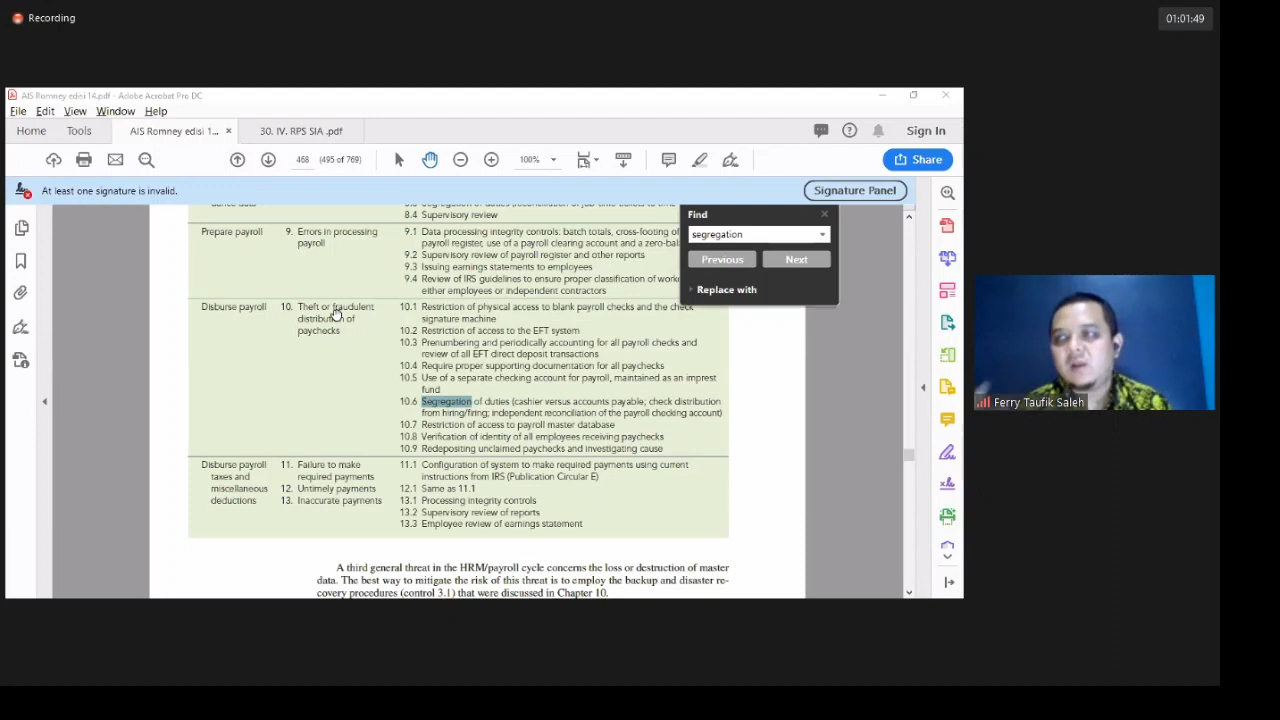 Recording
01:01:49
AIS Romney edisi 14.pdf - Adobe Acrobat Pro DC
File Edit View Window Help
Home Tools AIS Romney edisi 1... × 30. IV. RPS SIA .pdf Sign In
468 (495 of 769) 100% Share
At least one signature is invalid. Signature Panel
8.4 Supervisory review
Find
segregation
Previous Next
Replace with
Prepare payroll 9. Errors in processing 9.1 Data processing integrity controls: batch totals, cross-footing of
payroll payroll register, use of a payroll clearing account and a
9.2 Supervisory review of payroll register and other reports
9.3 Issuing earnings statements to employees
9.4 Review of IRS guidelines to ensure proper classification of
either employees or independent contractors
Disburse payroll 10. Theft or fraudulent 10.1 Restriction of physical access to blank payroll checks and the check
distribution of signature machine
paychecks 10.2 Restriction of access to the EFT system
10.3 Prenumbering and periodically accounting for all payroll checks and
review of all EFT direct deposit transactions
10.4 Require proper supporting documentation for all paychecks
10.5 Use of a separate checking account for payroll, maintained as an imprest
fund
10.6 Segregation of duties (cashier versus accounts payable; check distribution
from hiring/firing; independent reconciliation of the payroll checking account)
10.7 Restriction of access to payroll master database
10.8 Verification of identity of all employees receiving paychecks
10.9 Redepositing unclaimed paychecks and investigating cause
Disburse payroll 11. Failure to make 11.1 Configuration of system to make required payments using current
taxes and required payments instructions from IRS (Publication Circular E)
miscellaneous 12. Untimely payments 12.1 Same as 11.1
deductions 13. Inaccurate payments 13.1 Processing integrity controls
13.2 Supervisory review of reports
13.3 Employee review of earnings statement
A third general threat in the HRM/payroll cycle concerns the loss or destruction of master
data. The best way to mitigate the risk of this threat is to employ the backup and disaster re-
covery procedures (control 3.1) that were discussed in Chapter 10.
Ferry Taufik Saleh